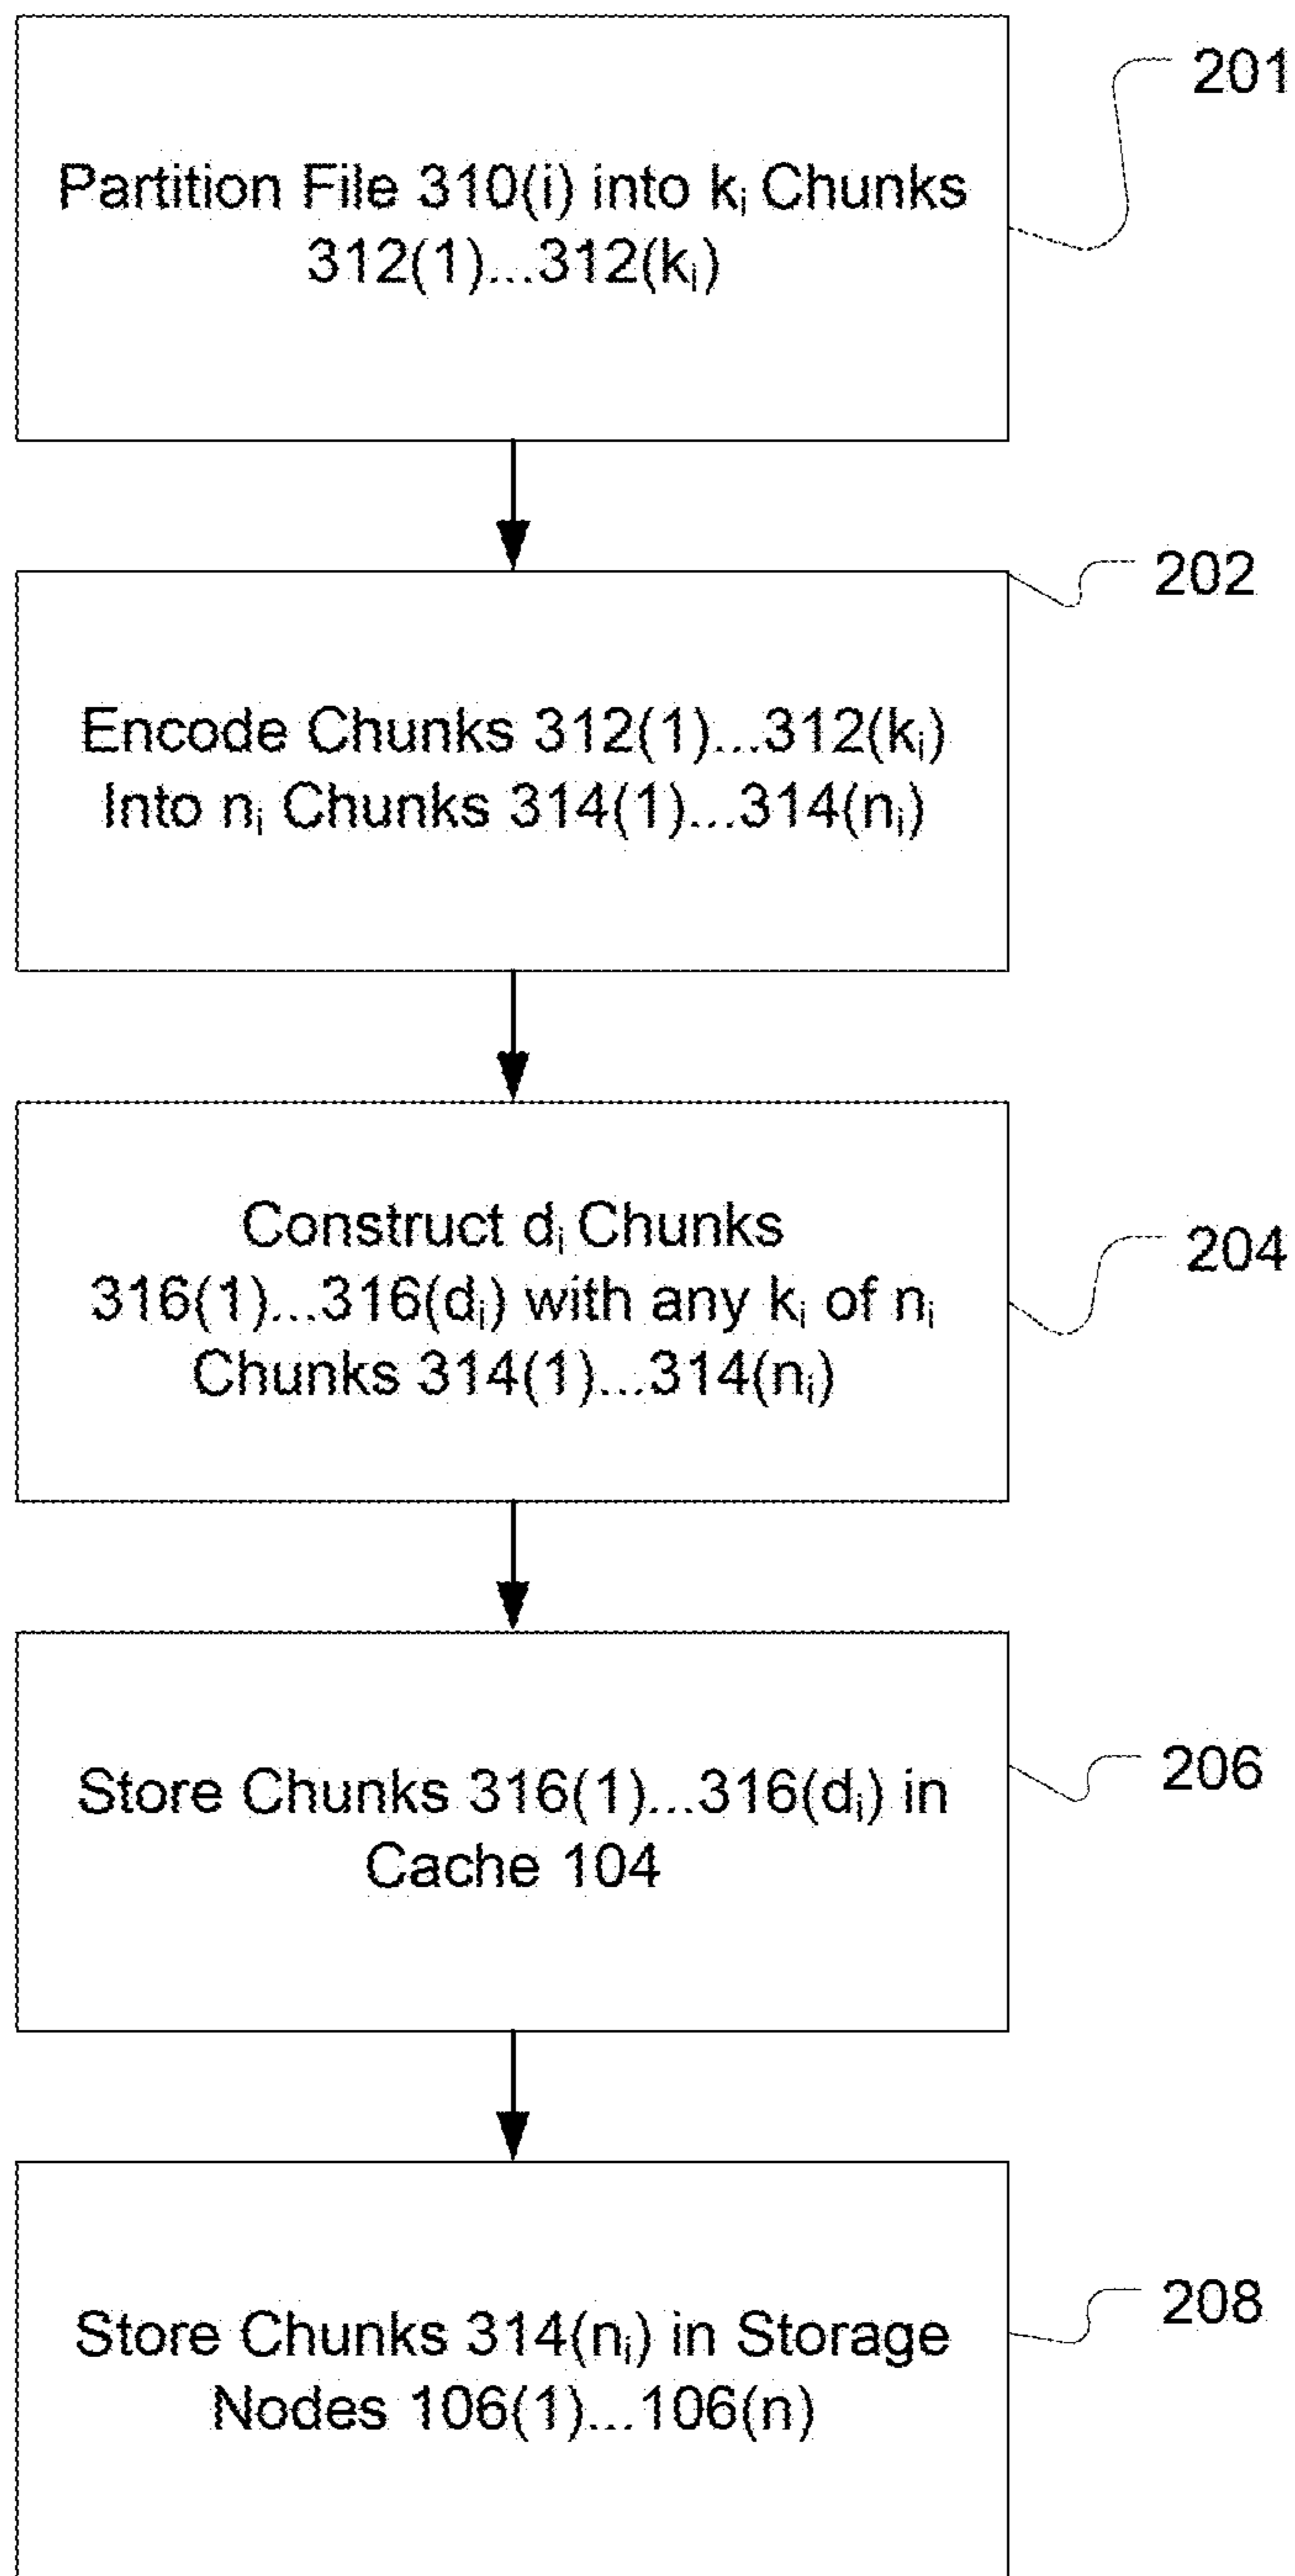 201
Partition File 310(i) into kᵢ Chunks
312(1)...312(kᵢ)
202
Encode Chunks 312(1)...312(kᵢ)
Into nᵢ Chunks 314(1)...314(nᵢ)
Construct dᵢ Chunks
204
316(1)...316(dᵢ) with any kᵢ of nᵢ
Chunks 314(1)...314(nᵢ)
206
Store Chunks 316(1)...316(dᵢ) in
Cache 104
208
Store Chunks 314(nᵢ) in Storage
Nodes 106(1)...106(n)